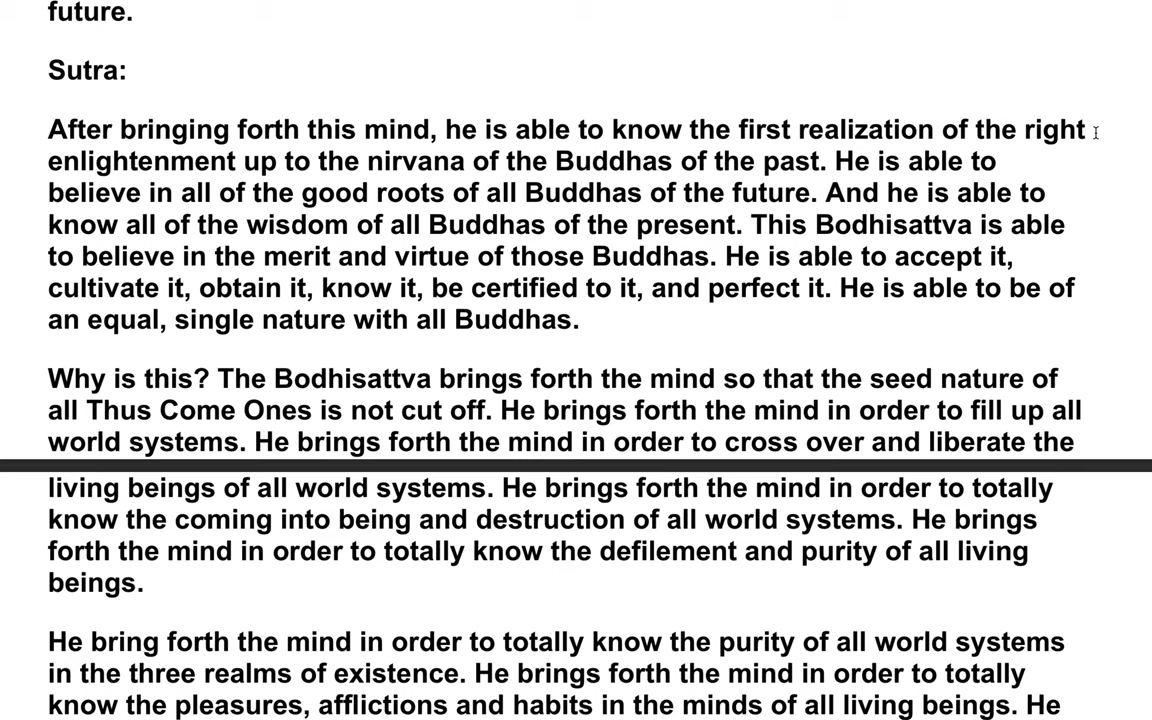 future.
Sutra:
After bringing forth this mind, he is able to know the first realization of the right
enlightenment up to the nirvana of the Buddhas of the past. He is able to
believe in all of the good roots of all Buddhas of the future. And he is able to
know all of the wisdom of all Buddhas of the present. This Bodhisattva is able
to believe in the merit and virtue of those Buddhas. He is able to accept it,
cultivate it, obtain it, know it, be certified to it, and perfect it. He is able to be of
an equal, single nature with all Buddhas.
Why is this? The Bodhisattva brings forth the mind so that the seed nature of
all Thus Come Ones is not cut off. He brings forth the mind in order to fill up all
world systems. He brings forth the mind in order to cross over and liberate the
living beings of all world systems. He brings forth the mind in order to totally
know the coming into being and destruction of all world systems. He brings
forth the mind in order to totally know the defilement and purity of all living
beings.
He bring forth the mind in order to totally know the purity of all world systems
in the three realms of existence. He brings forth the mind in order to totally
know the pleasures, afflictions and habits in the minds of all living beings. He